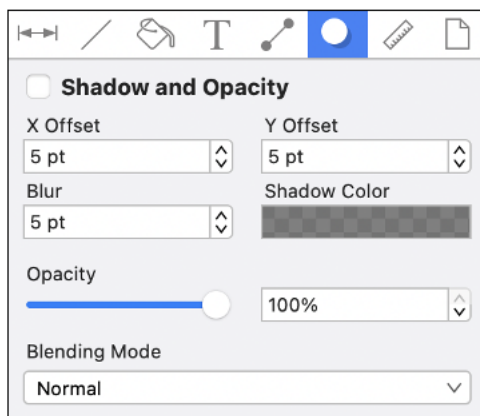 T
Shadow and Opacity
X Offset
Y Offset
5 pt
5 pt
Blur
Shadow Color
5 pt
Opacity
100%
Blending Mode
Normal